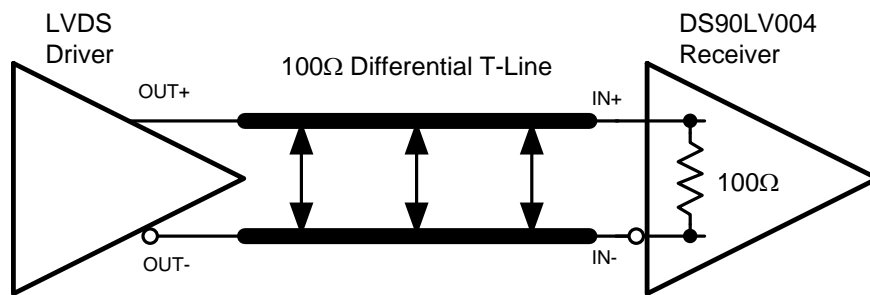 LVDS
Driver
DS90LV004
Receiver
100Ω Differential T-Line
OUT+
IN+
100Ω
OUT-
IN-